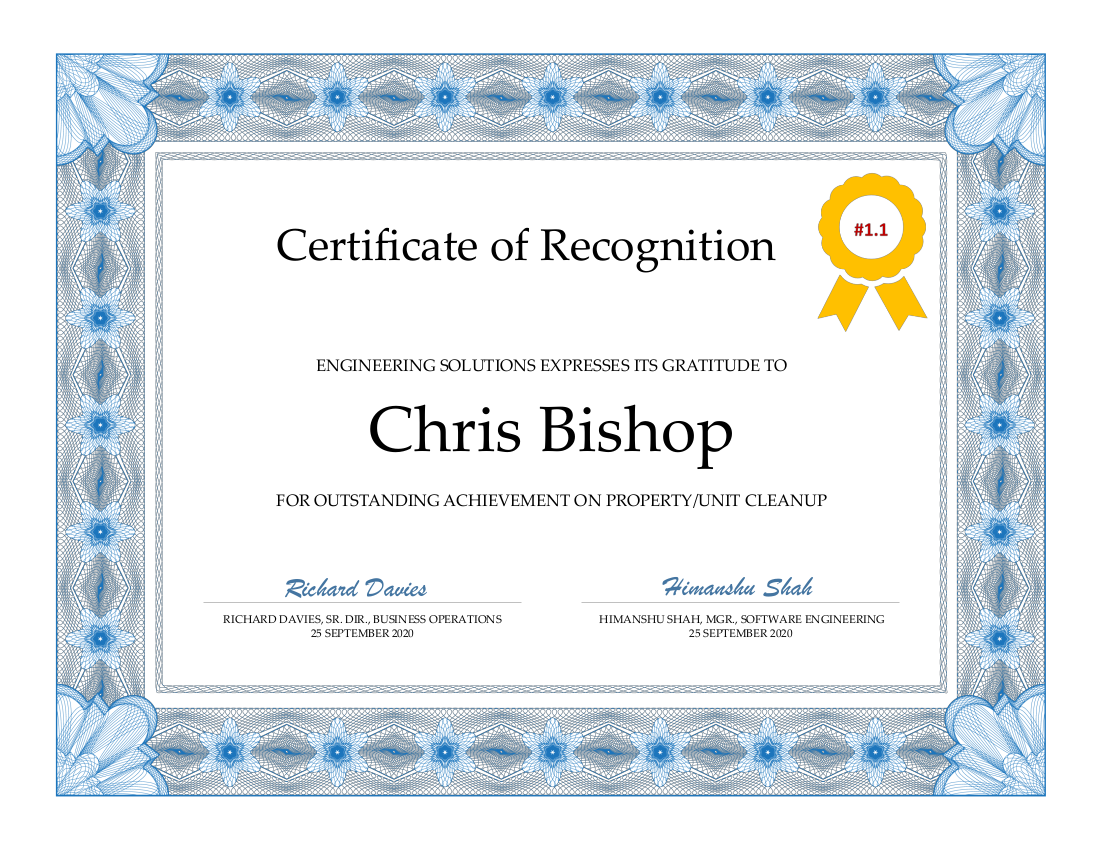 #1.1
Certificate of Recognition
ENGINEERING SOLUTIONS EXPRESSES ITS GRATITUDE TO
Chris Bishop
FOR OUTSTANDING ACHIEVEMENT ON PROPERTY/UNIT CLEANUP
Richard Davies
RICHARD DAVIES, SR. DIR., BUSINESS OPERATIONS
25 SEPTEMBER 2020
Himanshu Shah
HIMANSHU SHAH, MGR., SOFTWARE ENGINEERING
25 SEPTEMBER 2020